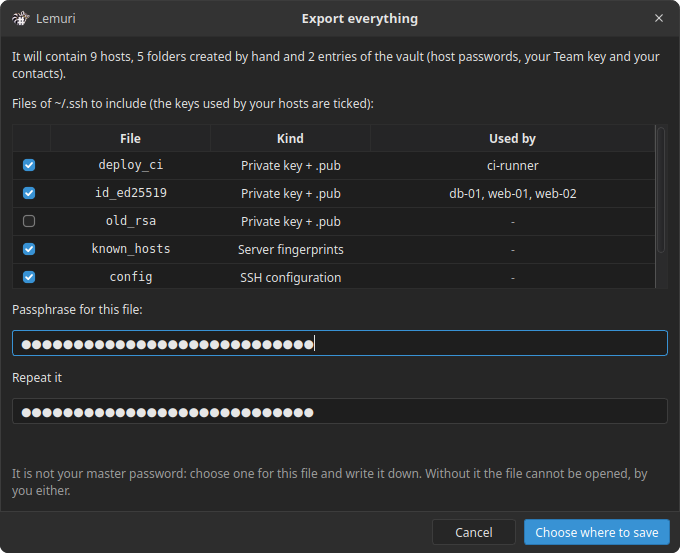 Lemuri
Export everything
It will contain 9 hosts, 5 folders created by hand and 2 entries of the vault (host passwords, your Team key and your
contacts).
Files of ~/.ssh to include (the keys used by your hosts are ticked):
File Kind Used by
deploy_ci Private key + .pub ci-runner
id_ed25519 Private key + .pub db-01, web-01, web-02
old_rsa Private key + .pub -
known_hosts Server fingerprints -
config SSH configuration -
Passphrase for this file:
Repeat it
It is not your master password: choose one for this file and write it down. Without it the file cannot be opened, by
you either.
Cancel Choose where to save